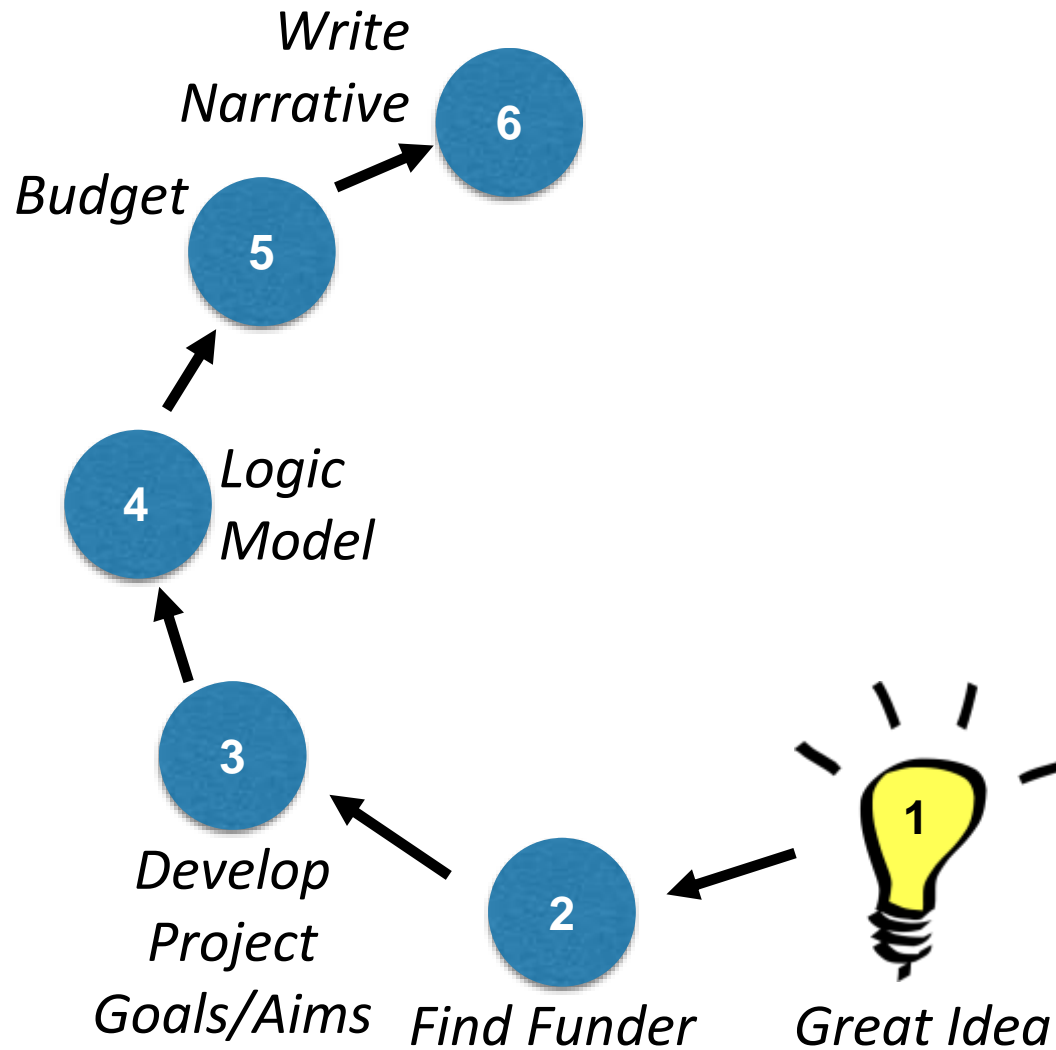 Write
Narrative
6
Budget
5
4
Logic
Model
3
Develop
Project
Goals/Aims
2
Find Funder
1
Great Idea